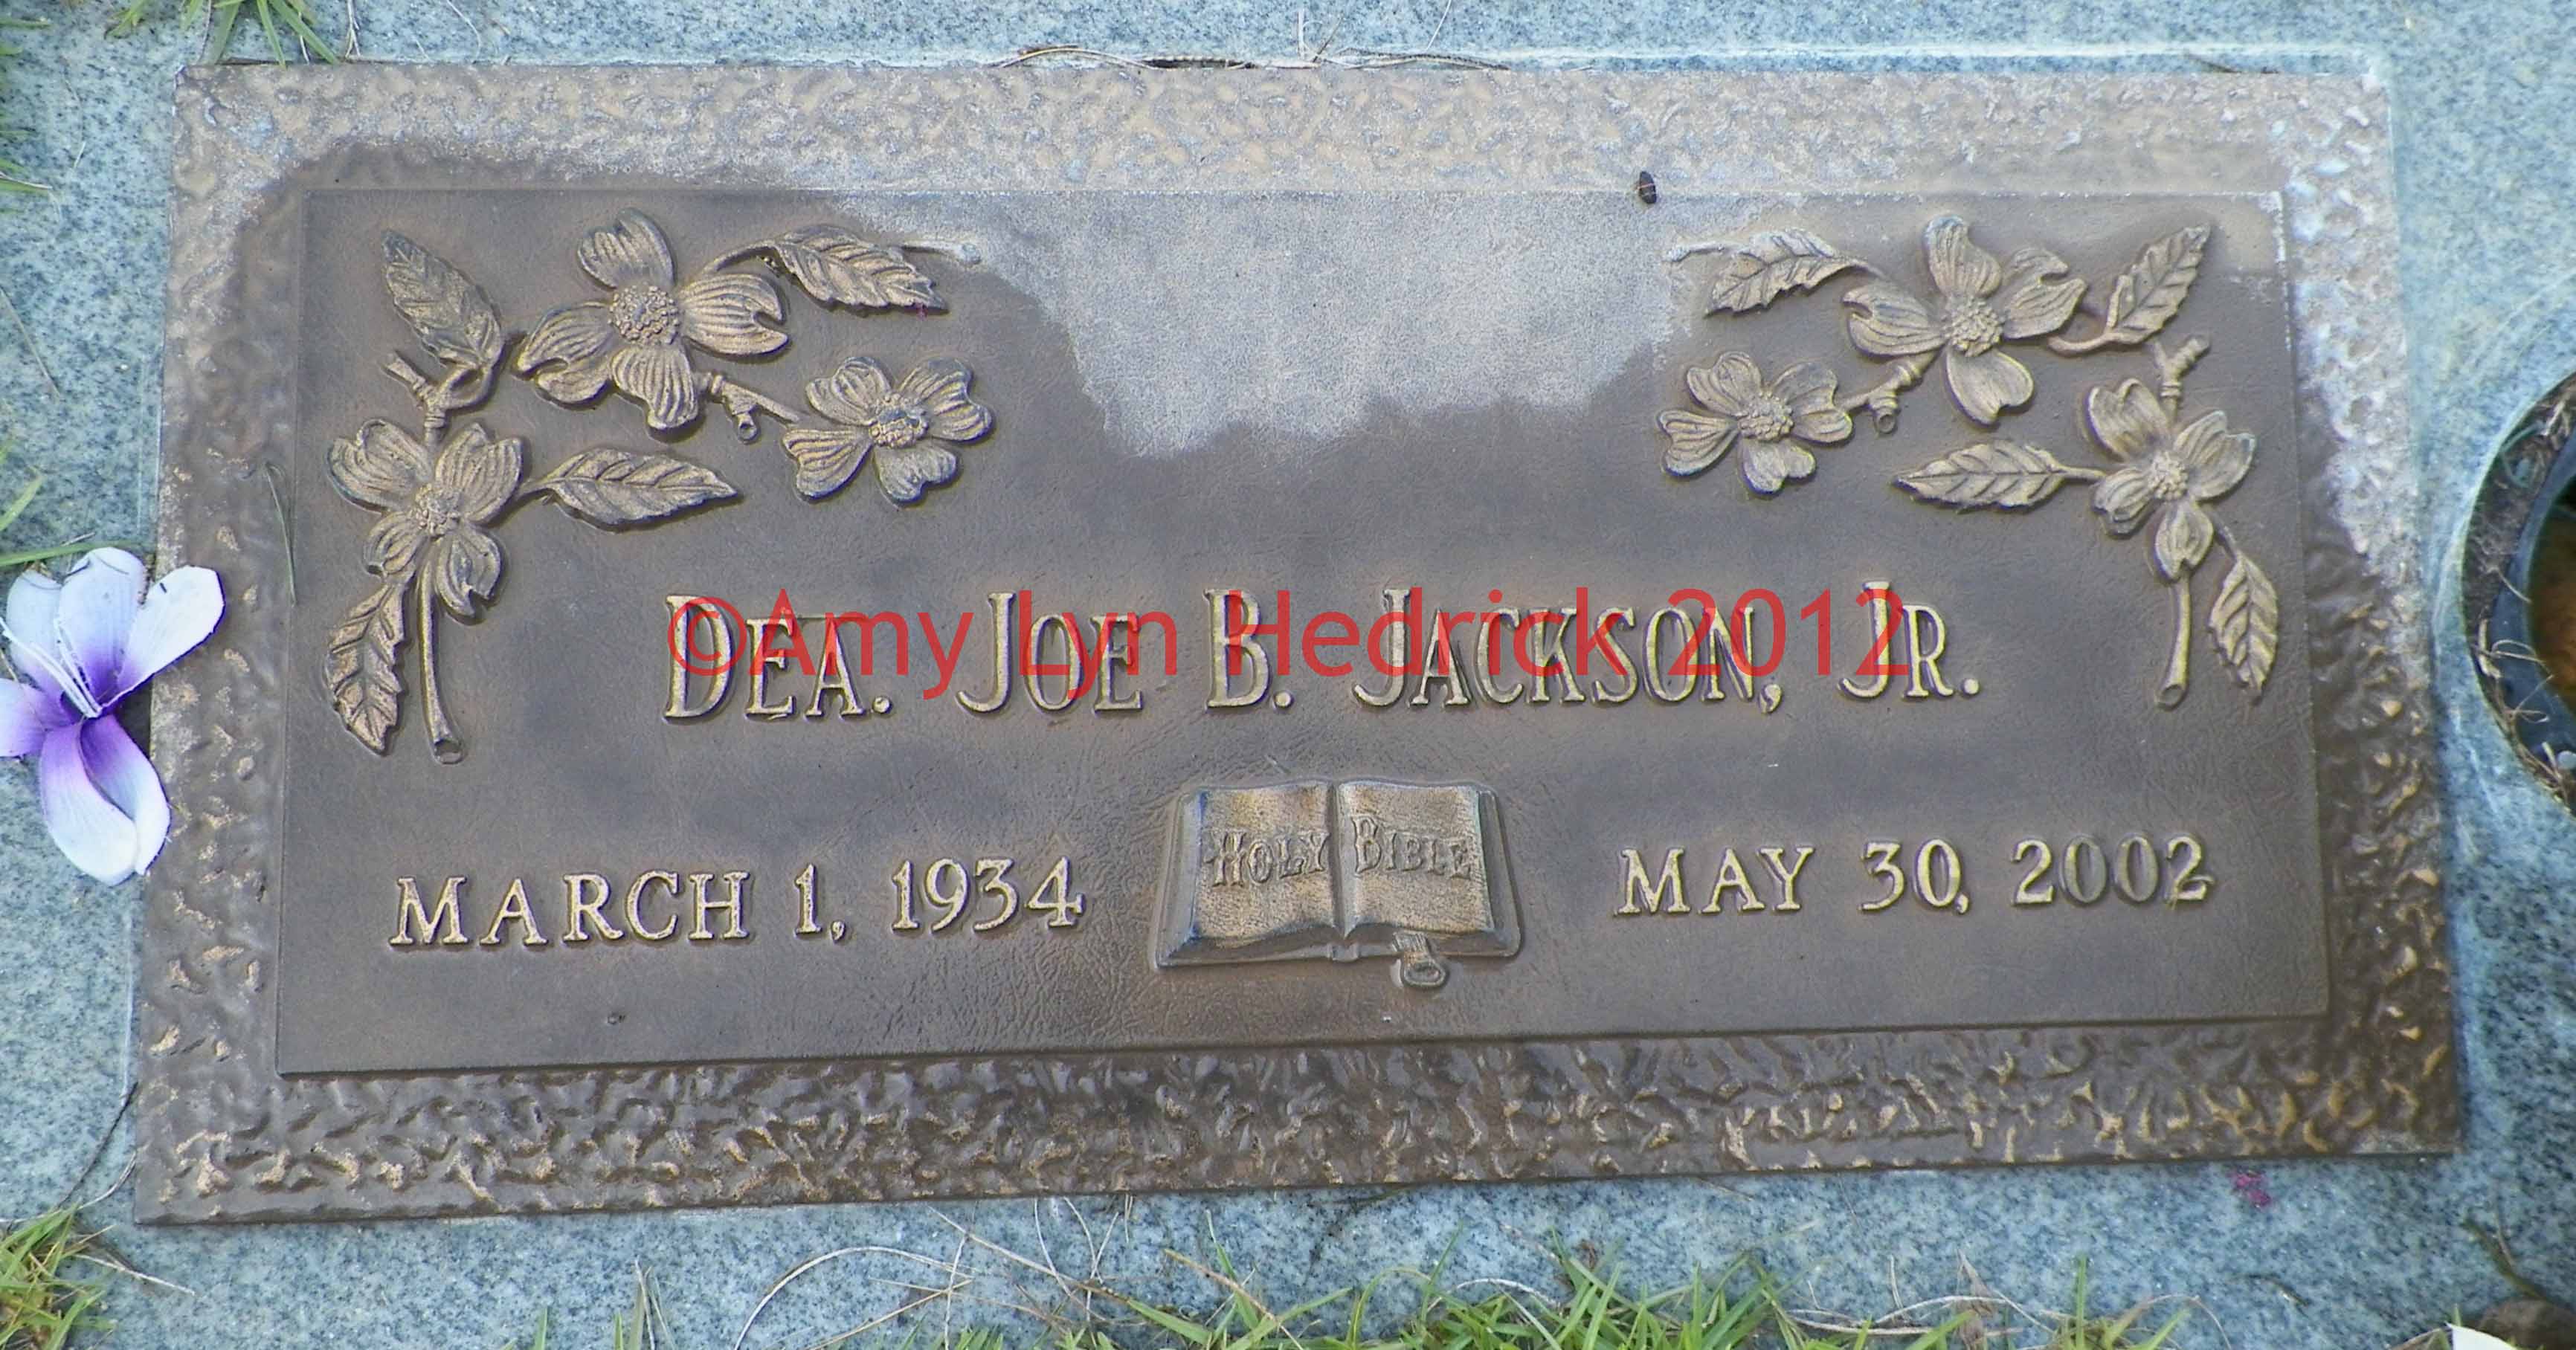 DEA. JOE B. JACKSON, JR.
©Amy Lyn Hedrick 2012
HOLY BIBLE
MARCH 1, 1934 MAY 30, 2002